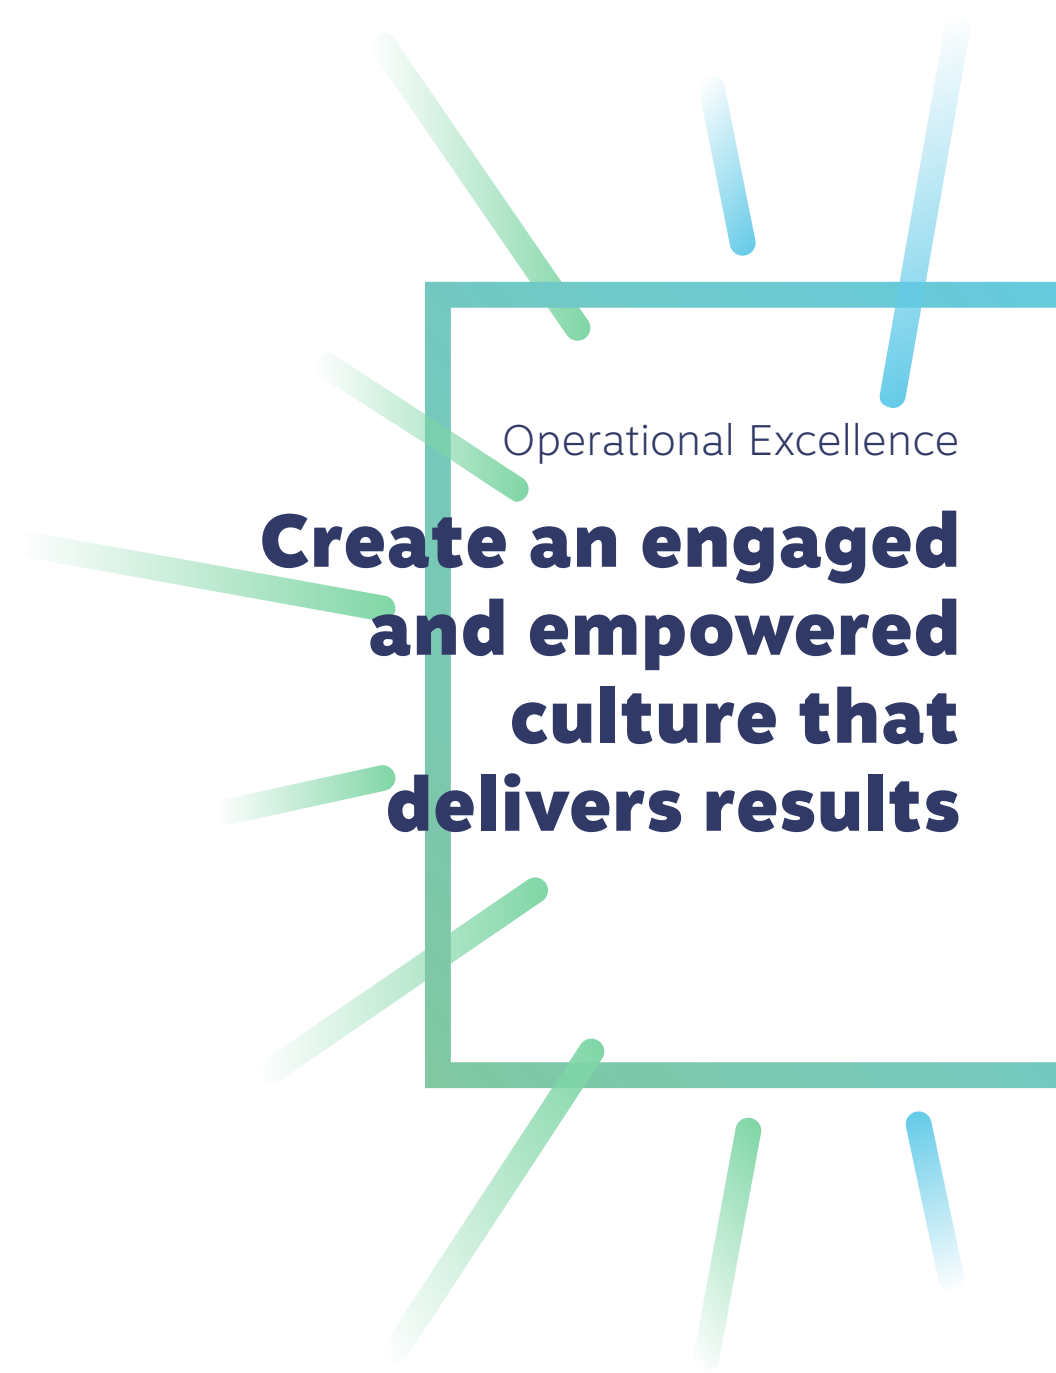 Operational Excellence
Create an engaged
and empowered
culture that
delivers results